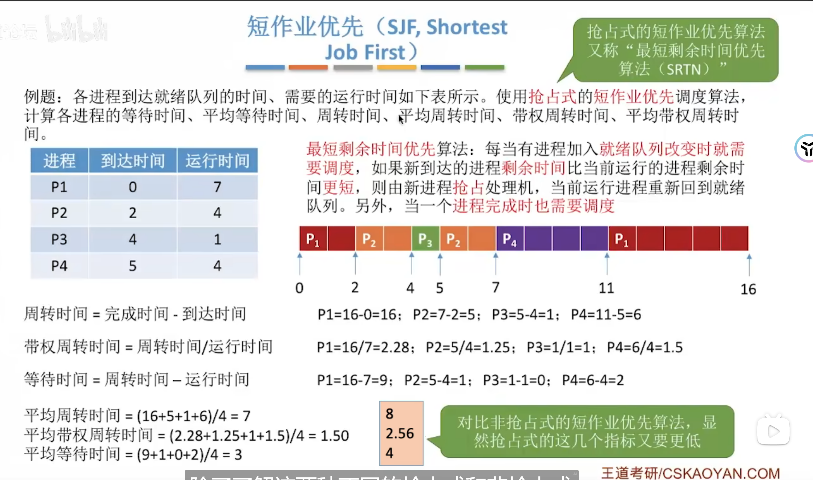 短作业优先（SJF, Shortest
Job First）
抢占式的短作业优先算法
又称“最短剩余时间优先
算法（SRTN）”
例题：各进程到达就绪队列的时间、需要的运行时间如下表所示。使用抢占式的短作业优先调度算法，
计算各进程的等待时间、平均等待时间、周转时间、平均周转时间、带权周转时间、平均带权周转时
间。
进程 到达时间 运行时间
P1 0 7
P2 2 4
P3 4 1
P4 5 4
最短剩余时间优先算法：每当有进程加入就绪队列改变时就需
要调度，如果新到达的进程剩余时间比当前运行的进程剩余时
间更短，则由新进程抢占处理机，当前运行进程重新回到就绪
队列。另外，当一个进程完成时也需要调度
P1 P2 P3 P2 P4 P1
0 2 4 5 7 11 16
周转时间 = 完成时间 - 到达时间 P1=16-0=16；P2=7-2=5；P3=5-4=1；P4=11-5=6
带权周转时间 = 周转时间/运行时间 P1=16/7=2.28；P2=5/4=1.25；P3=1/1=1；P4=6/4=1.5
等待时间 = 周转时间 – 运行时间 P1=16-7=9；P2=5-4=1；P3=1-1=0；P4=6-4=2
平均周转时间 = (16+5+1+6)/4 = 7
平均带权周转时间 = (2.28+1.25+1+1.5)/4 = 1.50
平均等待时间 = (9+1+0+2)/4 = 3
8
2.56
4
对比非抢占式的短作业优先算法，显
然抢占式的这几个指标又要更低
王道考研/CSKAOYAN.COM